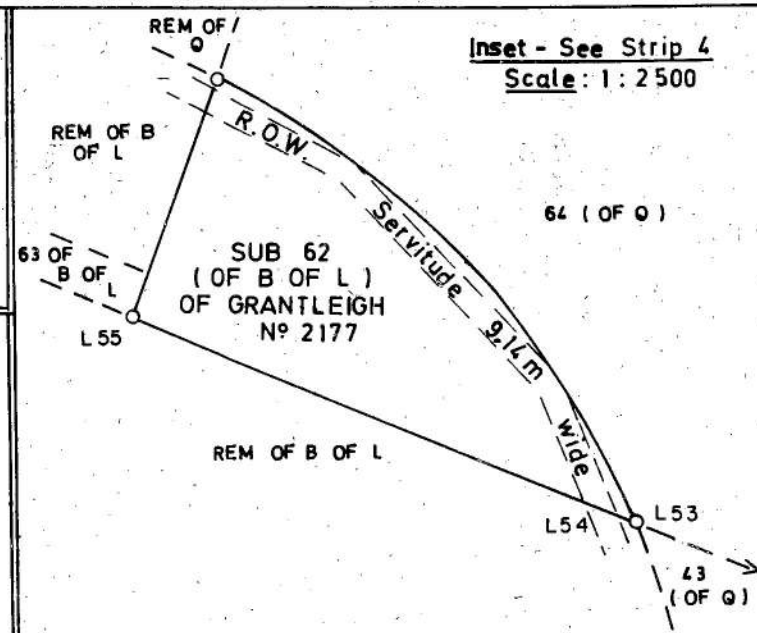 REM OF
Q
Inset - See Strip 4
Scale: 1 : 2500
REM OF B
OF L
R.O.W.
Servitude 9,14 m wide
64 ( OF Q )
63 OF
B OF L
SUB 62
( OF B OF L )
OF GRANTLEIGH
Nº 2177
L55
REM OF B OF L
L54
L53
43
( OF Q )